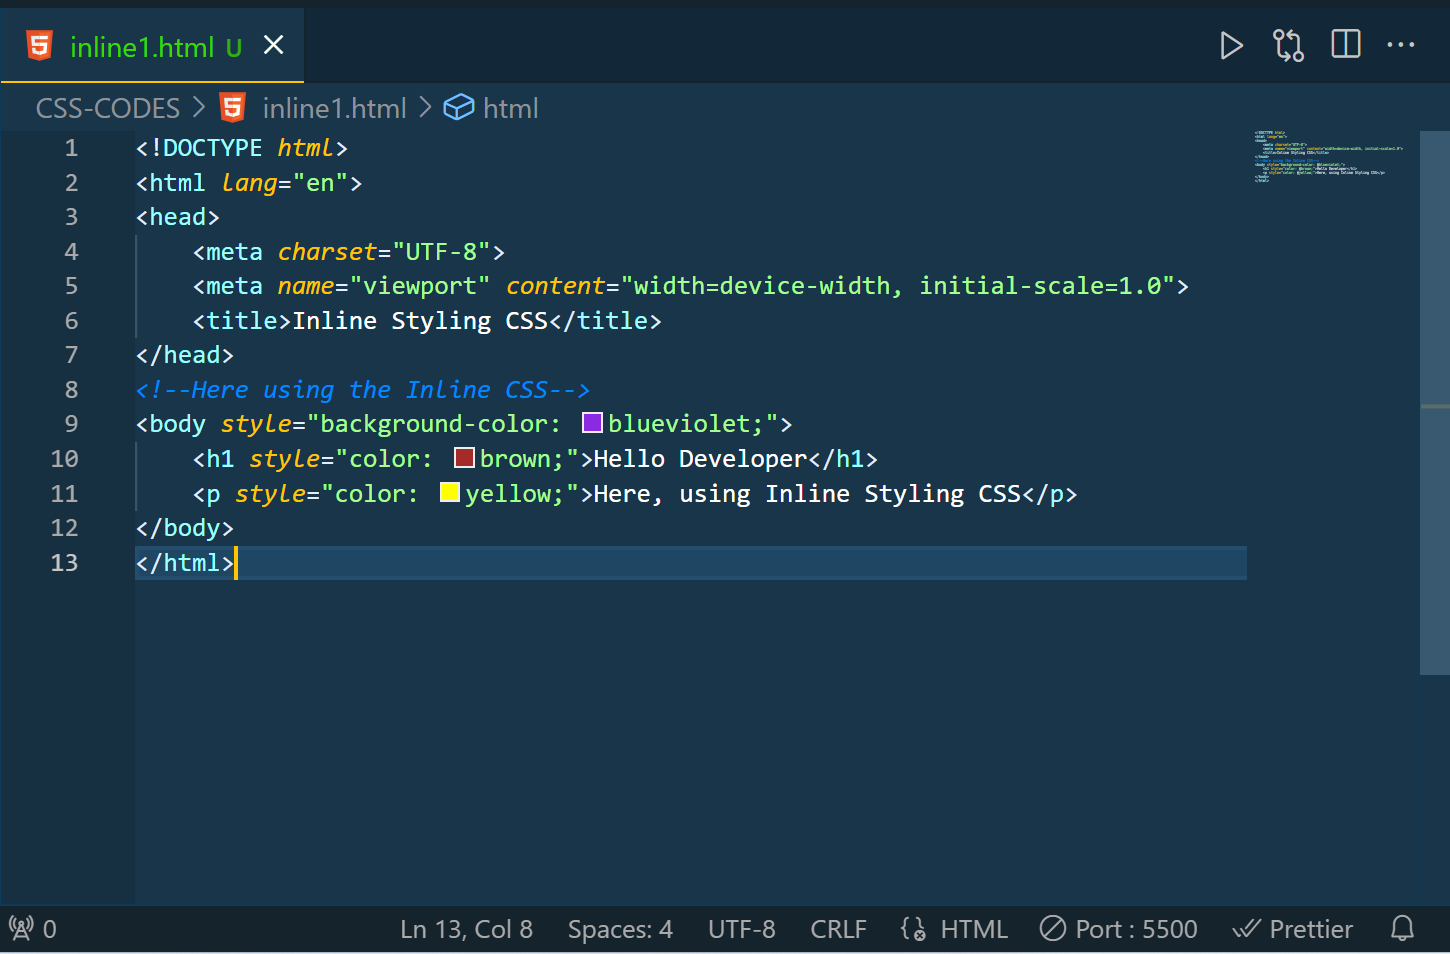 inline1.html U
CSS-CODES > inline1.html > html
1 <!DOCTYPE html>
2 <html lang="en">
3 <head>
4     <meta charset="UTF-8">
5     <meta name="viewport" content="width=device-width, initial-scale=1.0">
6     <title>Inline Styling CSS</title>
7 </head>
8 <!--Here using the Inline CSS-->
9 <body style="background-color: blueviolet;">
10     <h1 style="color: brown;">Hello Developer</h1>
11     <p style="color: yellow;">Here, using Inline Styling CSS</p>
12 </body>
13 </html>
0 Ln 13, Col 8 Spaces: 4 UTF-8 CRLF HTML Port : 5500 Prettier